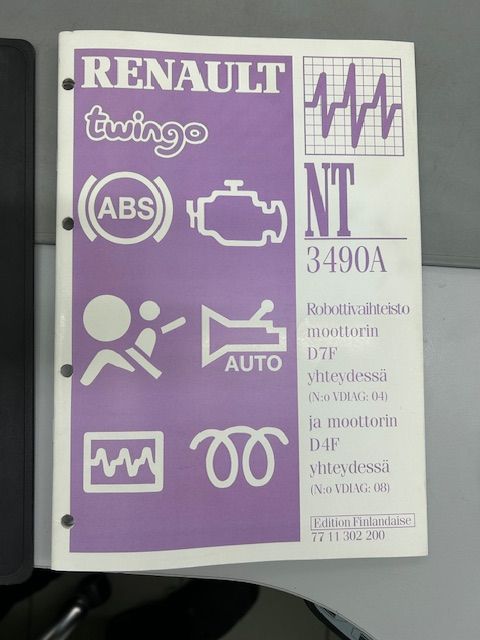 RENAULT
twingo
ABS
AUTO
NT
3490A
Robottivaihteisto
moottorin
D7F
yhteydessä
(N:o VDIAG: 04)
ja moottorin
D4F
yhteydessä
(N:o VDIAG: 08)
Edition Finlandaise
77 11 302 200